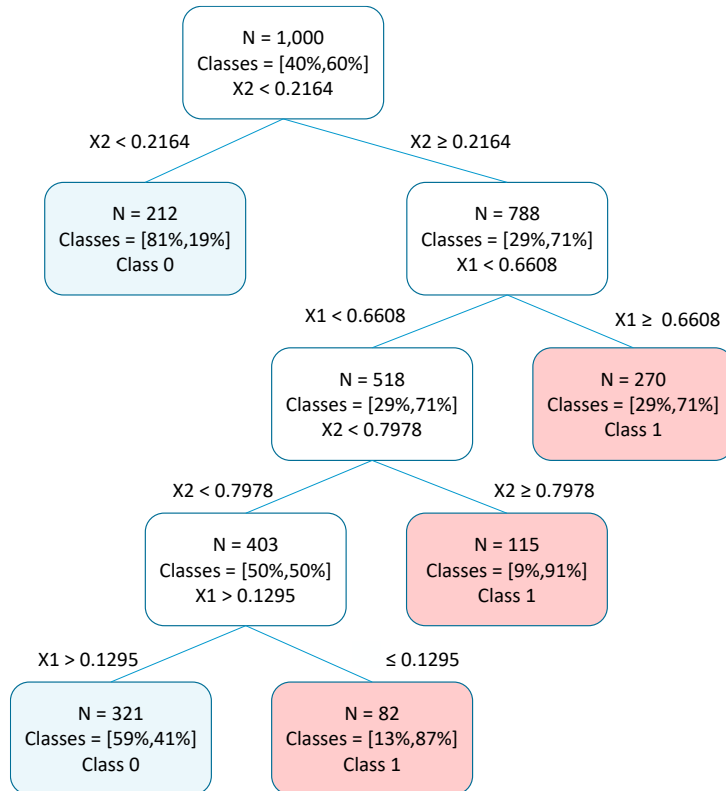 N = 1,000
Classes = [40%,60%]
X2 < 0.2164
X2 < 0.2164
X2 ≥ 0.2164
N = 212
Classes = [81%,19%]
Class 0
N = 788
Classes = [29%,71%]
X1 < 0.6608
X1 < 0.6608
X1 ≥ 0.6608
N = 518
Classes = [29%,71%]
X2 < 0.7978
N = 270
Classes = [29%,71%]
Class 1
X2 < 0.7978
X2 ≥ 0.7978
N = 403
Classes = [50%,50%]
X1 > 0.1295
N = 115
Classes = [9%,91%]
Class 1
X1 > 0.1295
≤ 0.1295
N = 321
Classes = [59%,41%]
Class 0
N = 82
Classes = [13%,87%]
Class 1